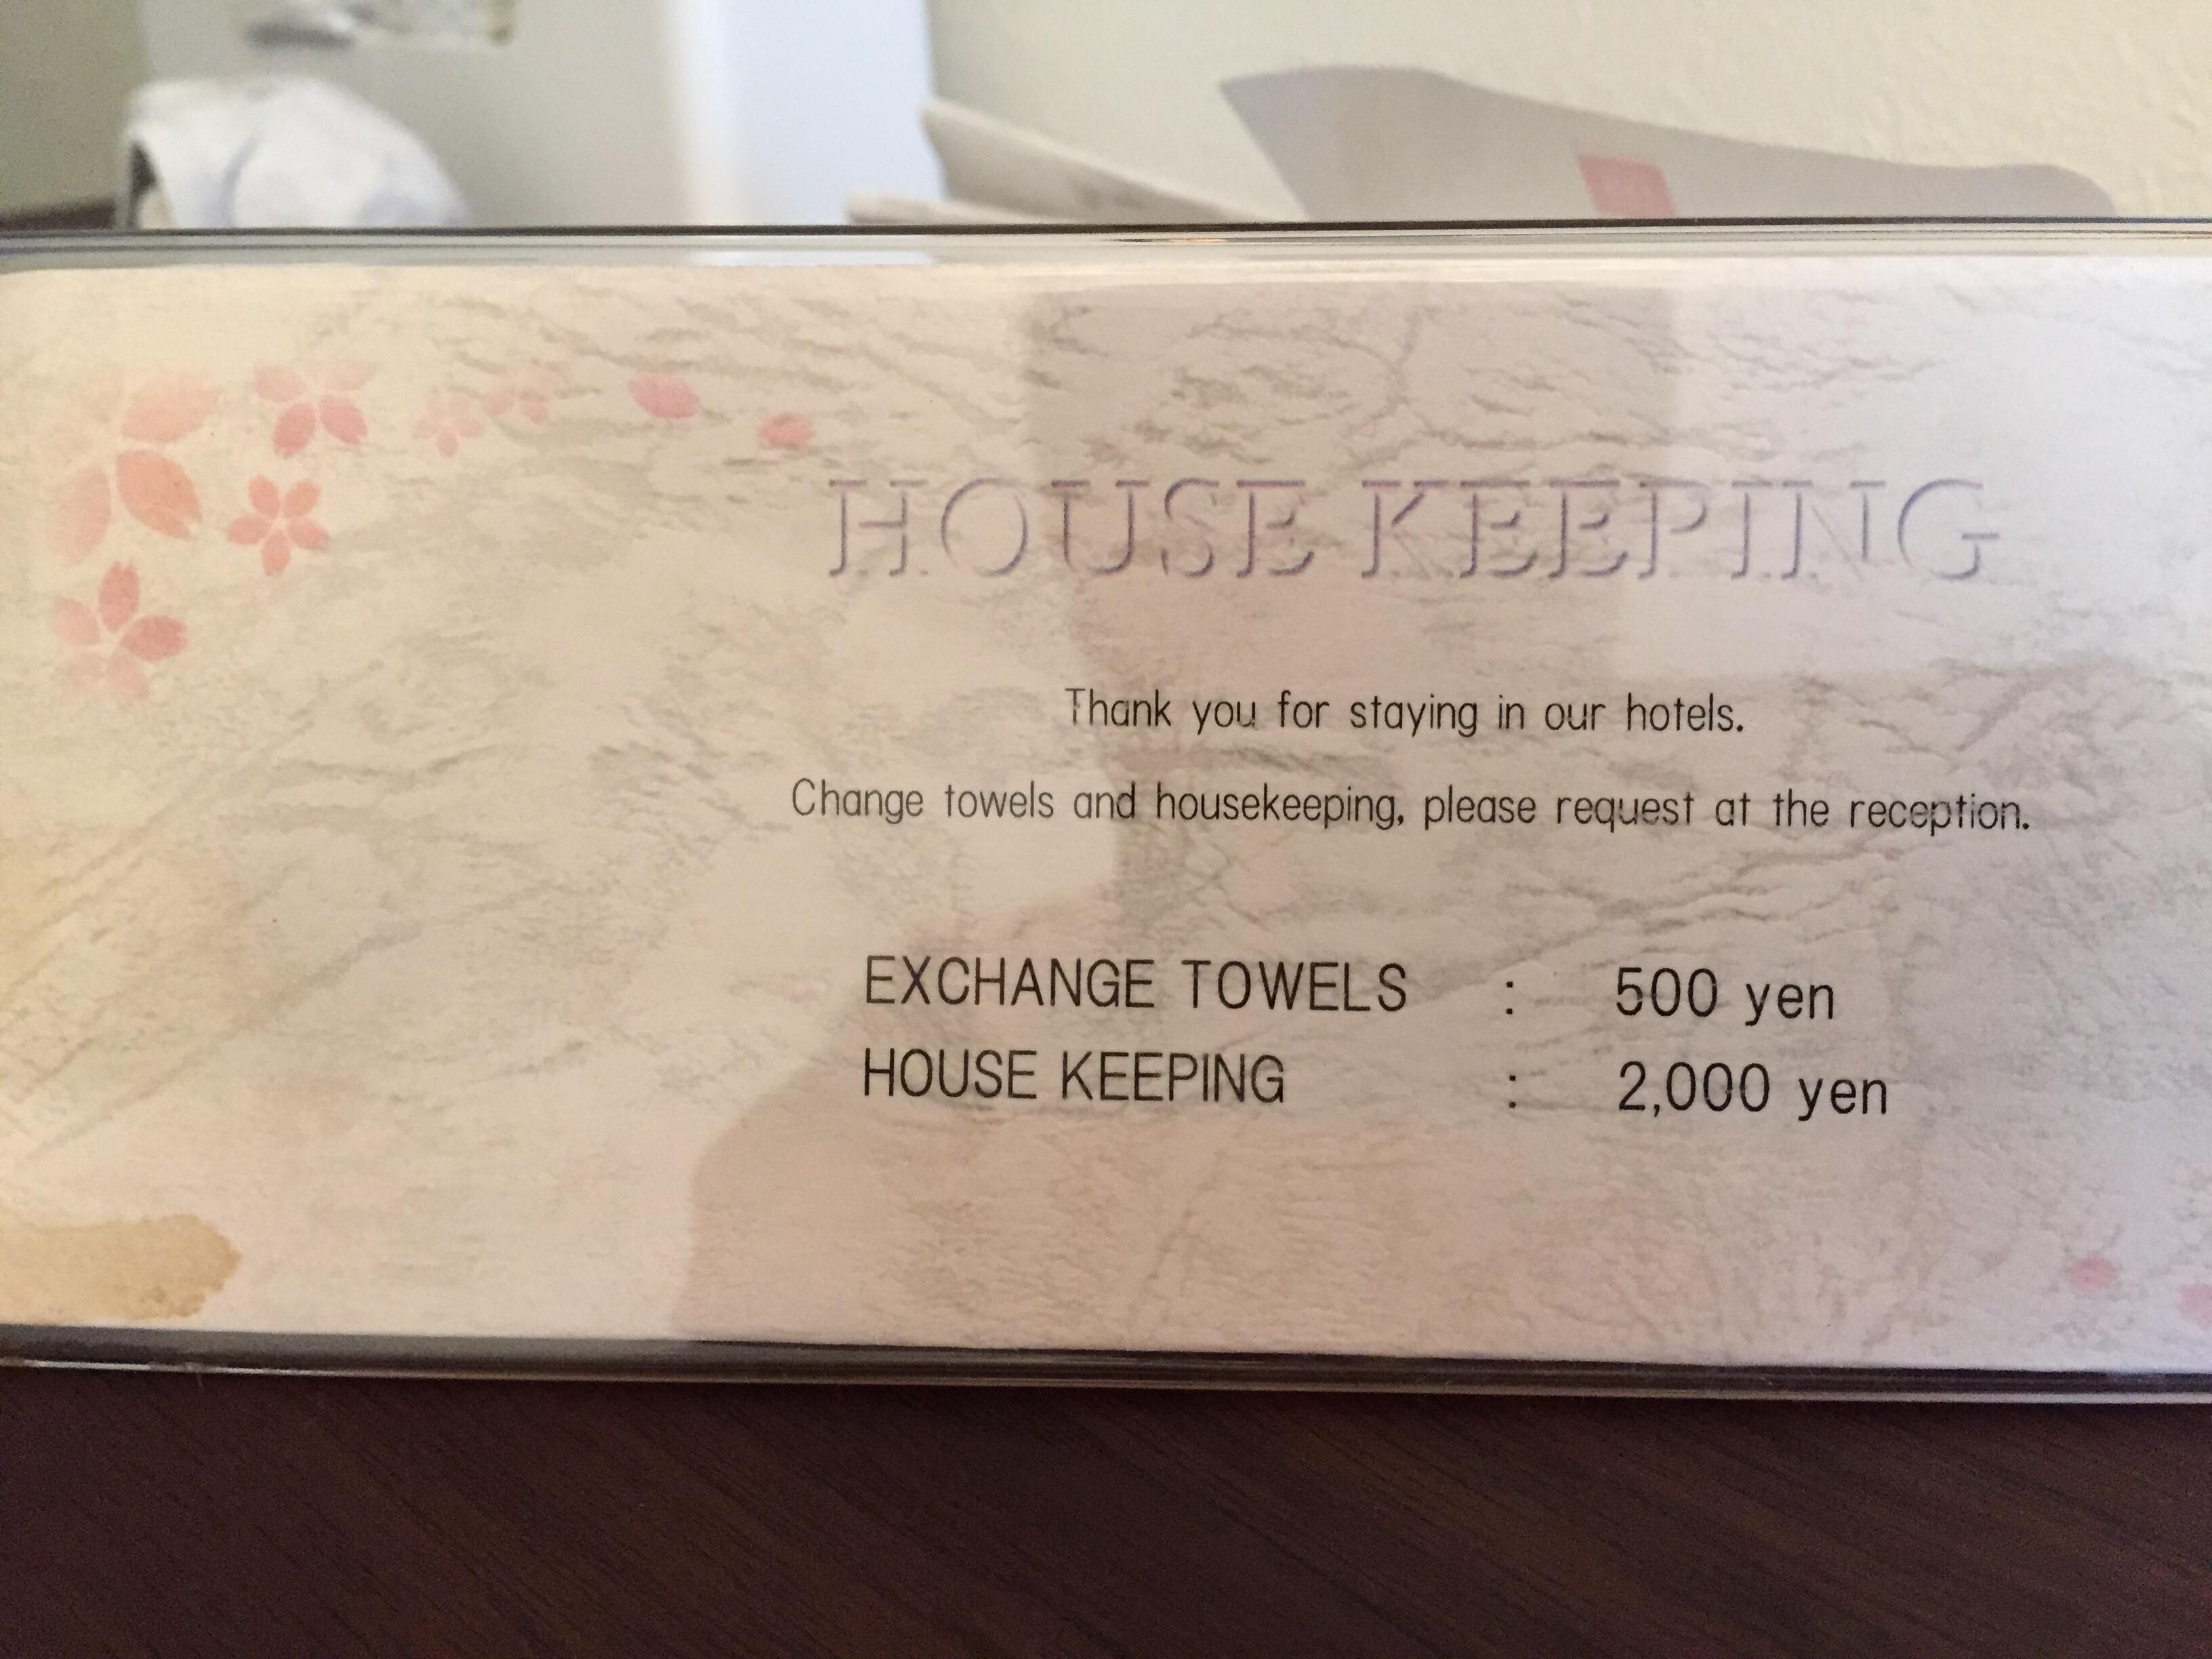 HOUSE KEEPING
Thank you for staying in our hotels.
Change towels and housekeeping, please request at the reception.
EXCHANGE TOWELS : 500 yen
HOUSE KEEPING : 2,000 yen